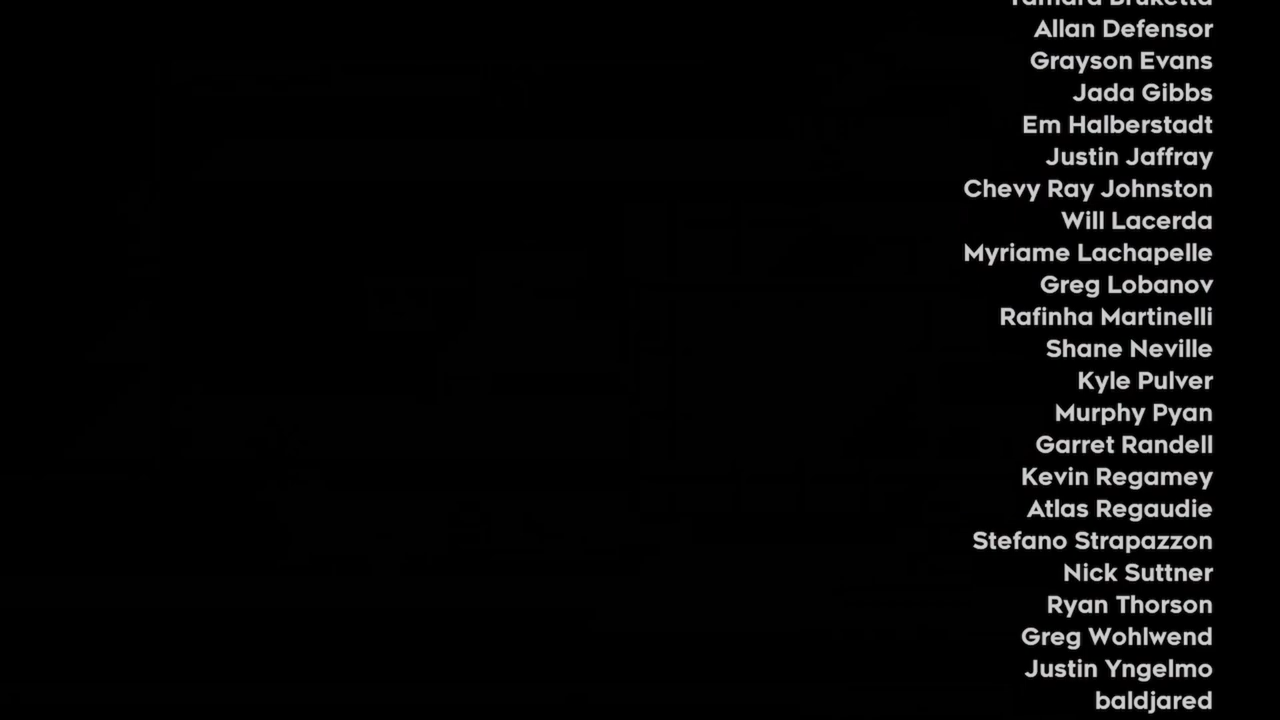 Tamara Bruketta
Allan Defensor
Grayson Evans
Jada Gibbs
Em Halberstadt
Justin Jaffray
Chevy Ray Johnston
Will Lacerda
Myriame Lachapelle
Greg Lobanov
Rafinha Martinelli
Shane Neville
Kyle Pulver
Murphy Pyan
Garret Randell
Kevin Regamey
Atlas Regaudie
Stefano Strapazzon
Nick Suttner
Ryan Thorson
Greg Wohlwend
Justin Yngelmo
baldjared